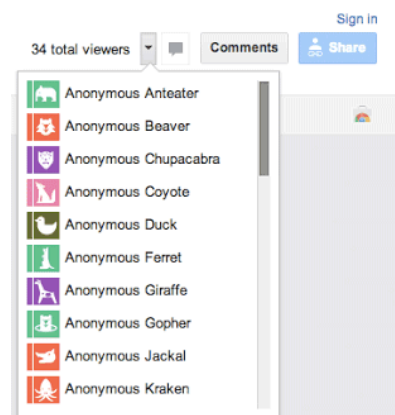 Sign in
34 total viewers
Comments
Share
Anonymous Anteater
Anonymous Beaver
Anonymous Chupacabra
Anonymous Coyote
Anonymous Duck
Anonymous Ferret
Anonymous Giraffe
Anonymous Gopher
Anonymous Jackal
Anonymous Kraken